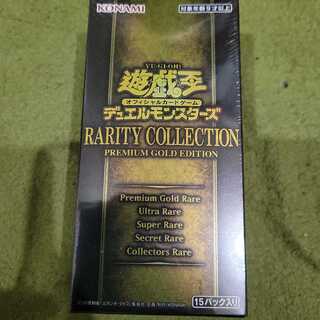 KONAMI
対象年齢9才以上
YU-GI-OH!
遊戯王
オフィシャルカードゲーム
デュエルモンスターズ
RARITY COLLECTION
PREMIUM GOLD EDITION
Premium Gold Rare
Ultra Rare
Super Rare
Secret Rare
Collectors Rare
15パック入り